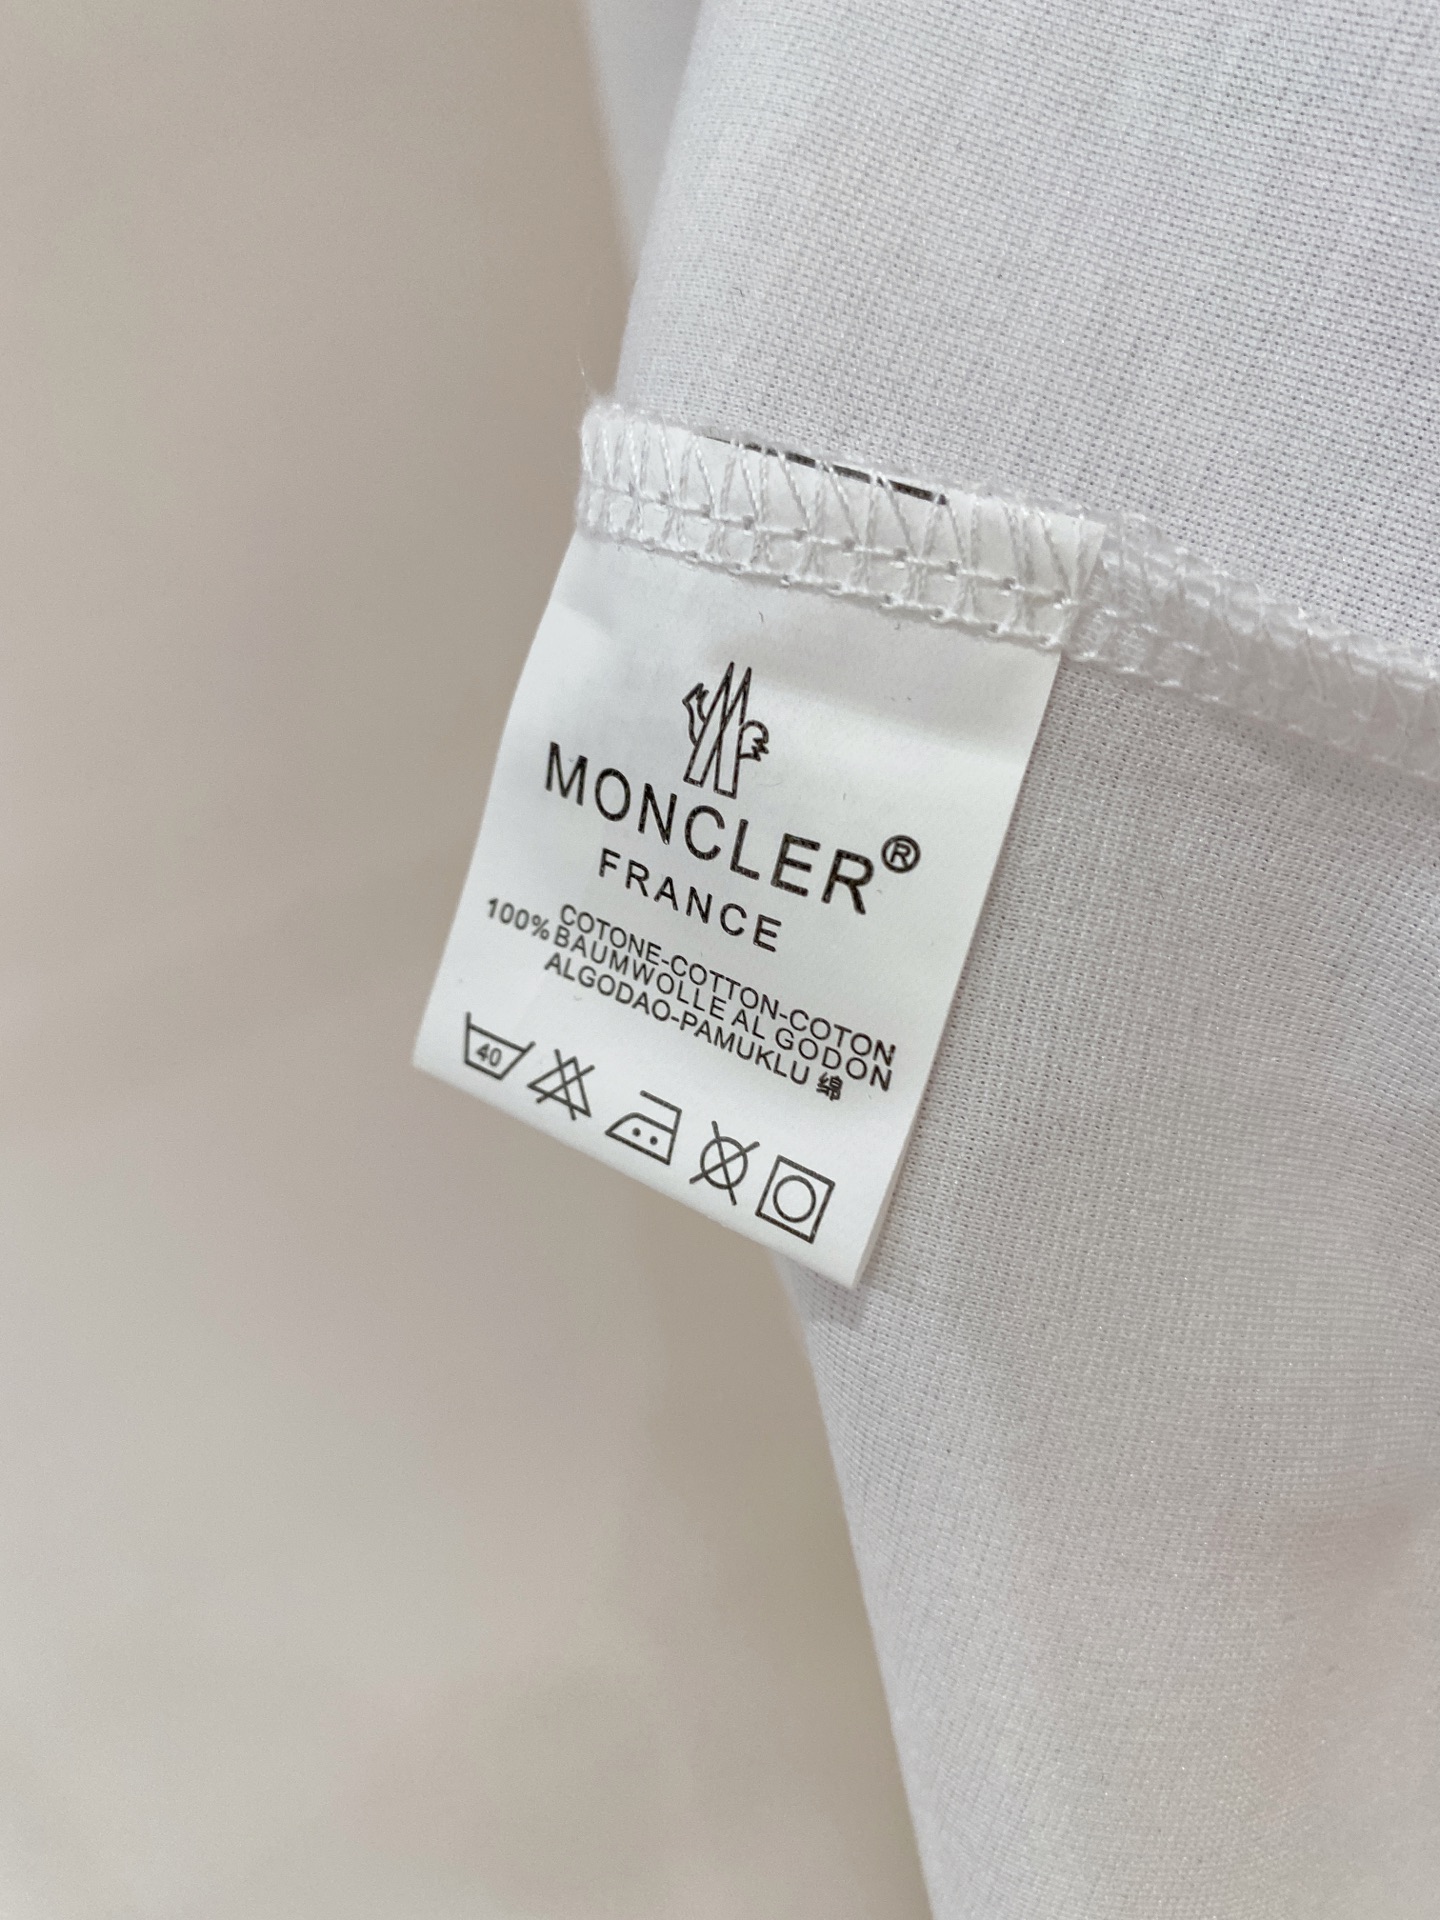 MONCLER®
FRANCE
COTONE-COTTON-COTON
100% BAUMWOLLE AL GODON
ALGODAO-PAMUKLU 绵
40